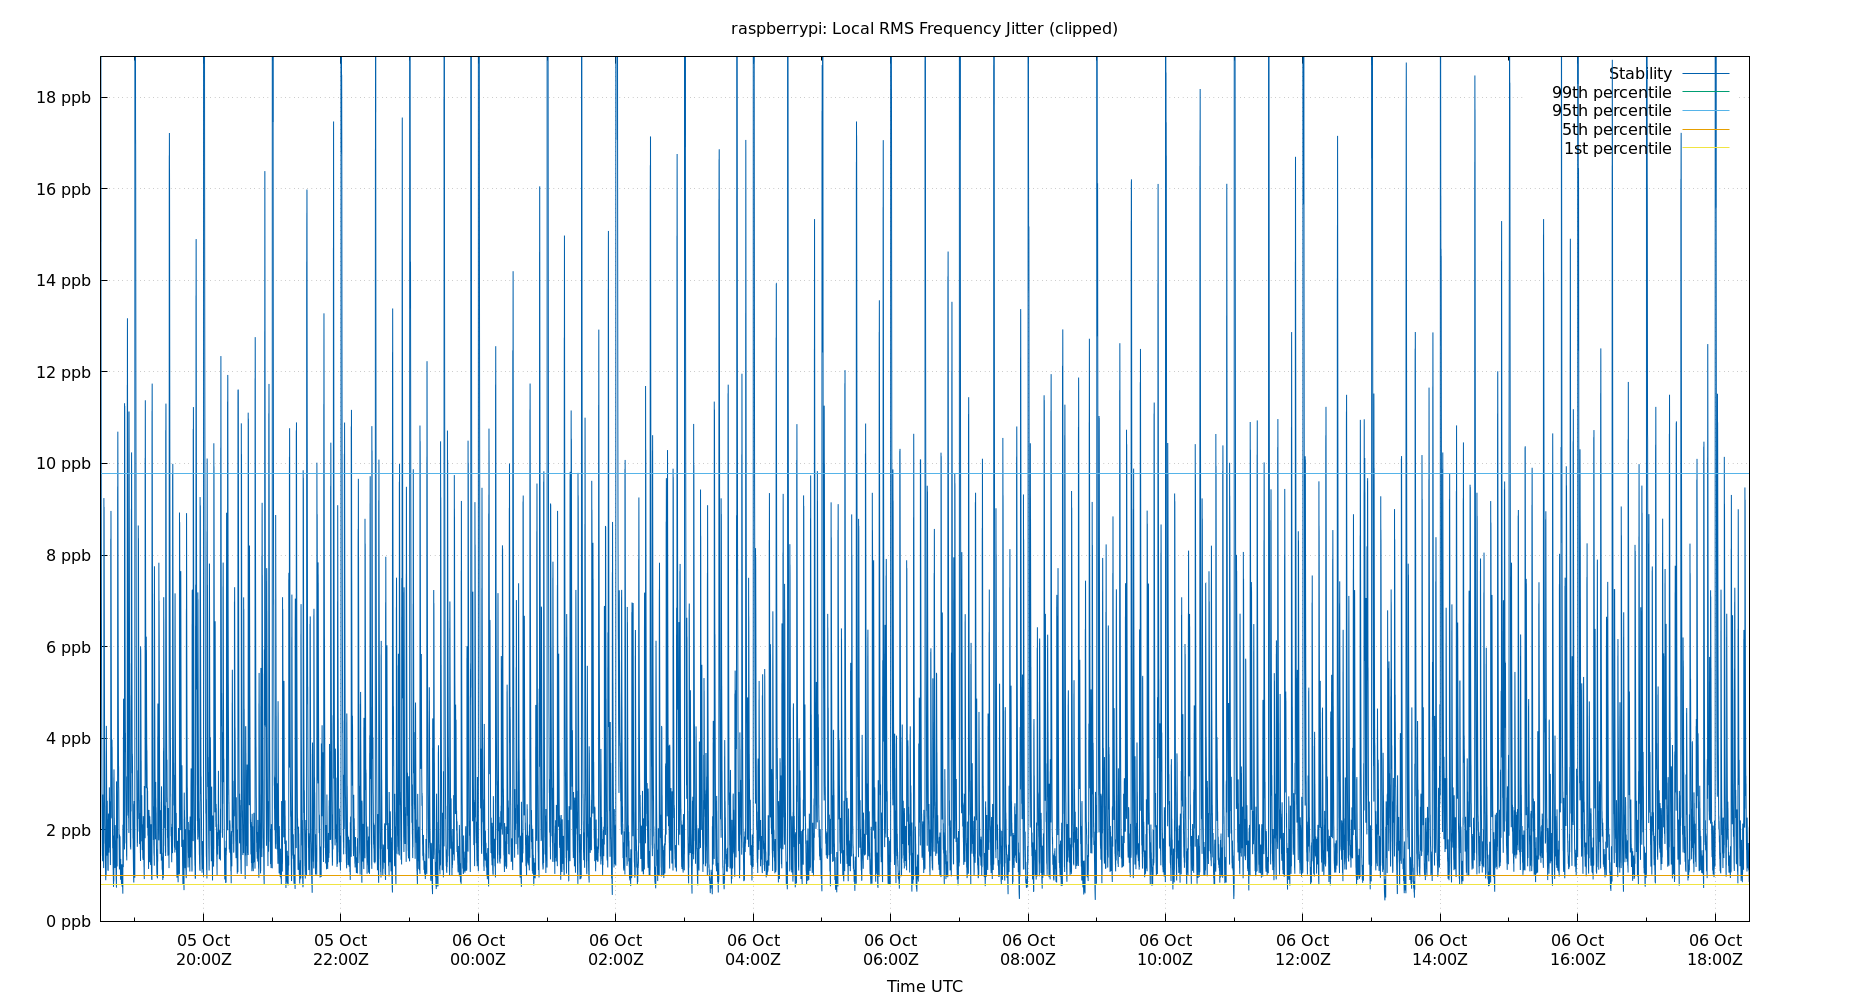 raspberrypi: Local RMS Frequency Jitter (clipped)
Stability
99th percentile
95th percentile
5th percentile
1st percentile
18 ppb
16 ppb
14 ppb
12 ppb
10 ppb
8 ppb
6 ppb
4 ppb
2 ppb
0 ppb
05 Oct 05 Oct 06 Oct 06 Oct 06 Oct 06 Oct 06 Oct 06 Oct 06 Oct 06 Oct 06 Oct 06 Oct
20:00Z 22:00Z 00:00Z 02:00Z 04:00Z 06:00Z 08:00Z 10:00Z 12:00Z 14:00Z 16:00Z 18:00Z
Time UTC